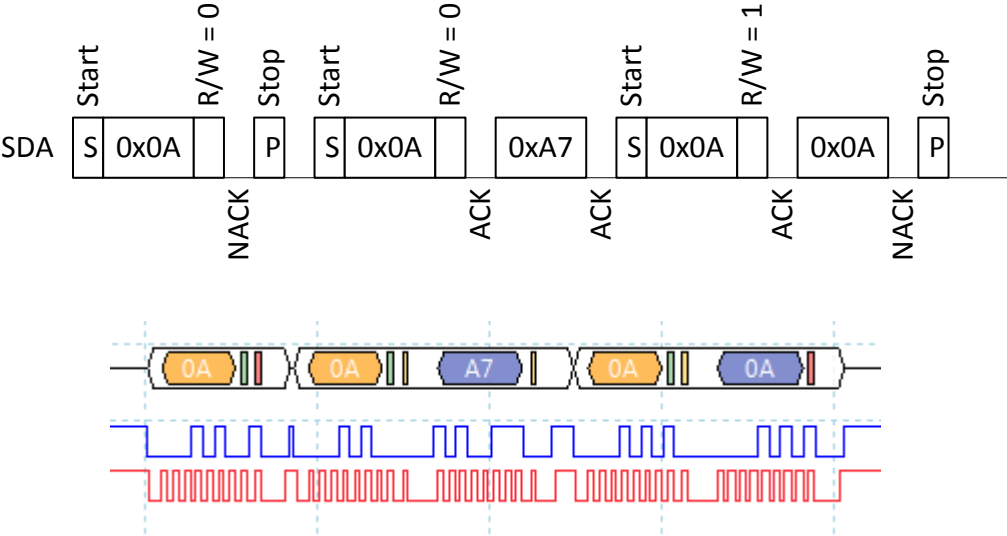 Start R/W = 0 Stop Start R/W = 0 Start R/W = 1 Stop
SDA S 0x0A P S 0x0A 0xA7 S 0x0A 0x0A P
NACK ACK ACK ACK NACK
0A 0A A7 0A 0A